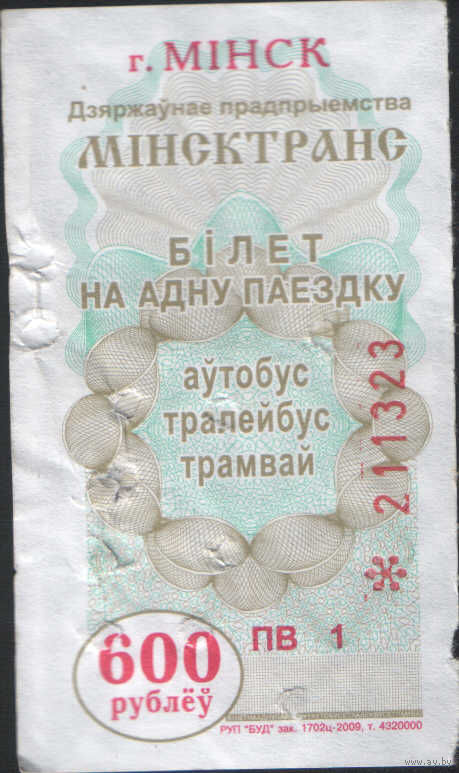 г. МІНСК
Дзяржаўнае прадпрыемства
МІНСКТРАНС
БІЛЕТ
НА АДНУ ПАЕЗДКУ
аўтобус
тралейбус
трамвай
211323
ПВ 1
600
рублёў
РУП "БУД" зак. 1702ц-2009, т. 4320000
www.ay.by